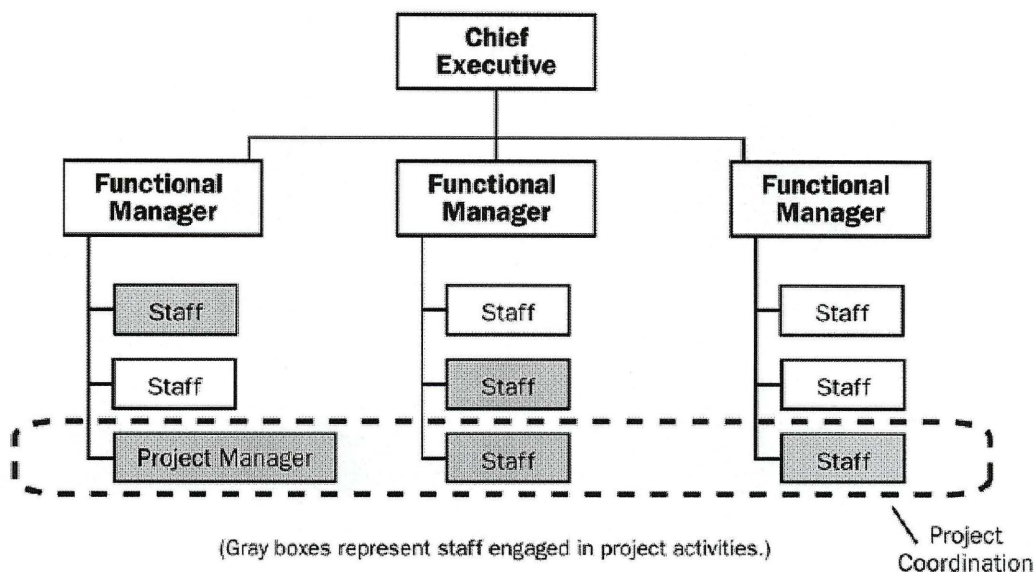 Chief
Executive
Functional
Manager
Functional
Manager
Functional
Manager
Staff
Staff
Staff
Staff
Staff
Staff
Project Manager
Staff
Staff
(Gray boxes represent staff engaged in project activities.)
Project
Coordination